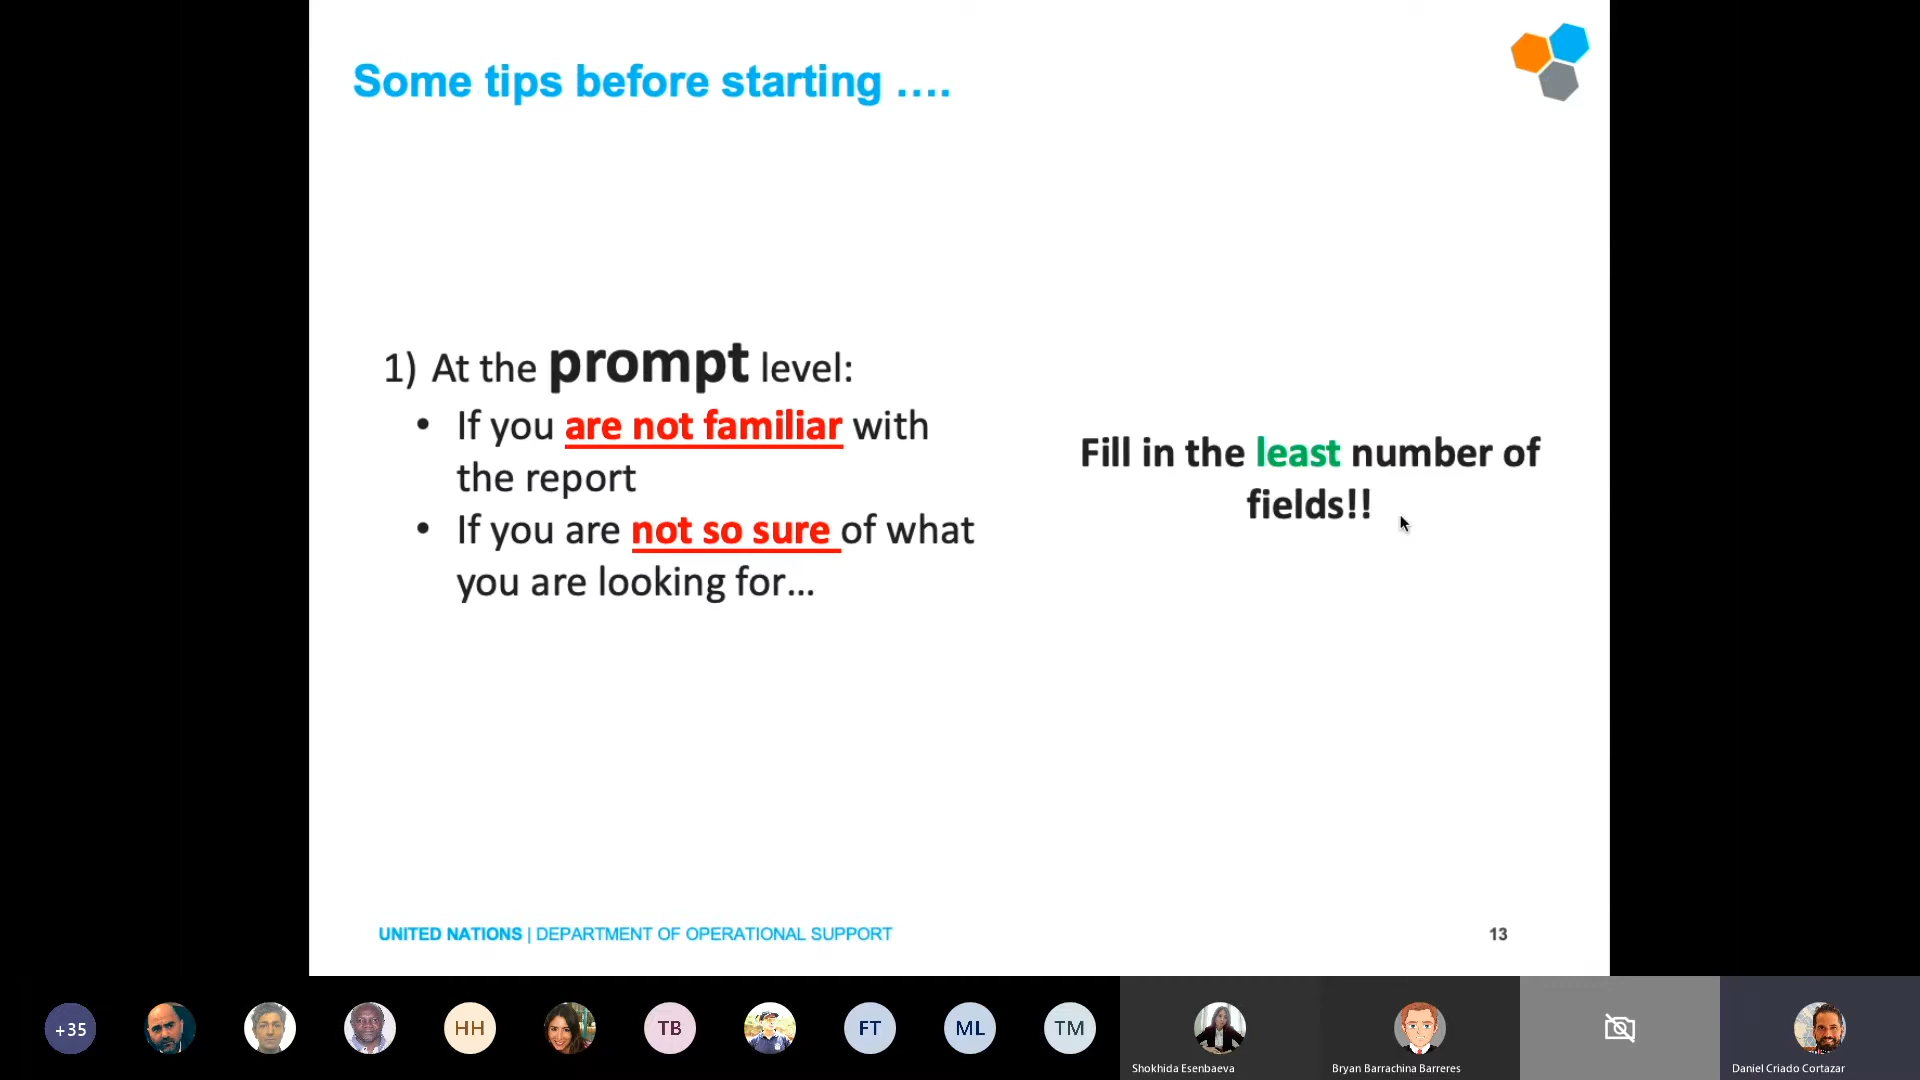 Some tips before starting ....
1) At the prompt level:
• If you are not familiar with
the report
• If you are not so sure of what
you are looking for...
Fill in the least number of
fields!!
UNITED NATIONS | DEPARTMENT OF OPERATIONAL SUPPORT
13
+35
HH
TB
FT
ML
TM
Shokhida Esenbaeva
Bryan Barrachina Barreres
Daniel Criado Cortazar